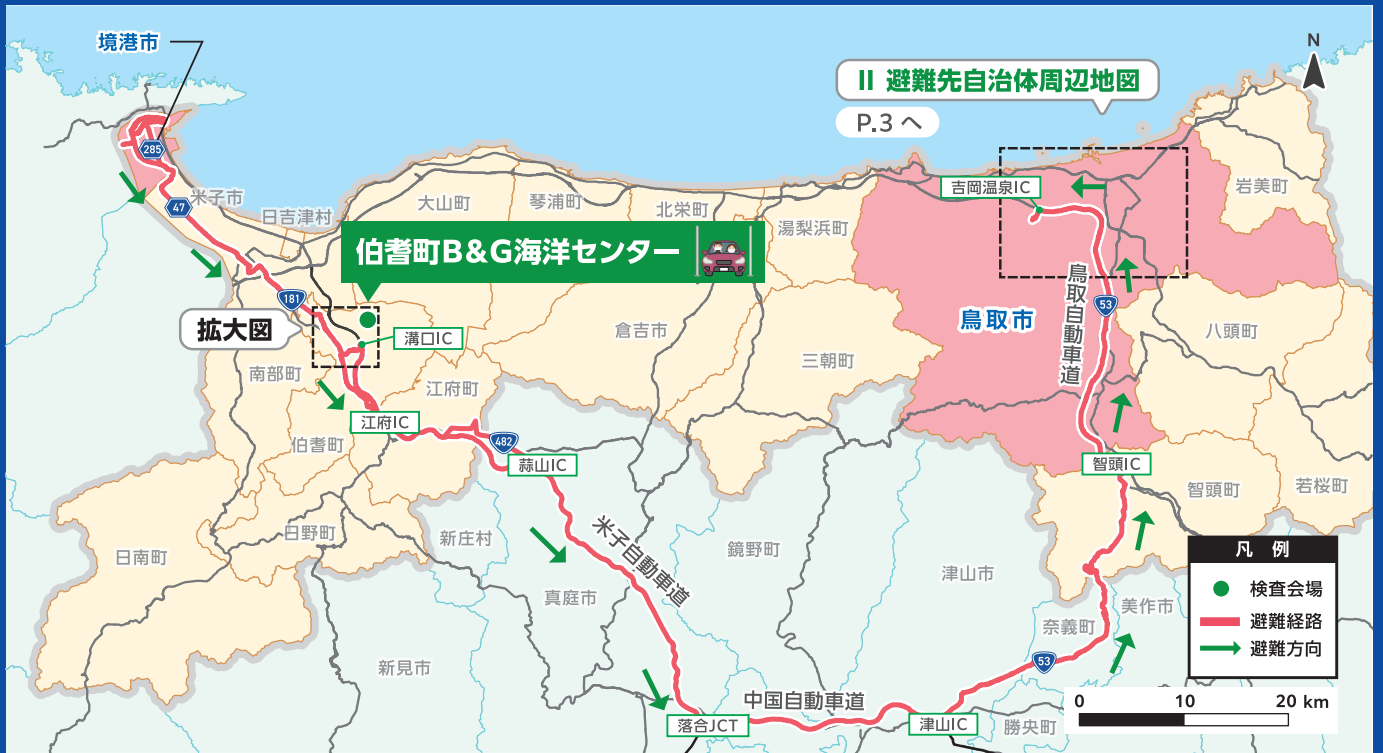 境港市
N
Ⅱ 避難先自治体周辺地図
P.3 へ
285
47
米子市
日吉津村
大山町
琴浦町
北栄町
湯梨浜町
吉岡温泉IC
岩美町
伯耆町B&G海洋センター
181
拡大図
溝口IC
倉吉市
三朝町
鳥取市
鳥取自動車道
53
八頭町
南部町
江府町
江府IC
伯耆町
482
蒜山IC
智頭IC
智頭町
若桜町
日南町
日野町
新庄村
米子自動車道
鏡野町
津山市
真庭市
新見市
奈義町
美作市
53
中国自動車道
落合JCT
津山IC
勝央町
凡 例
検査会場
避難経路
避難方向
0 10 20 km